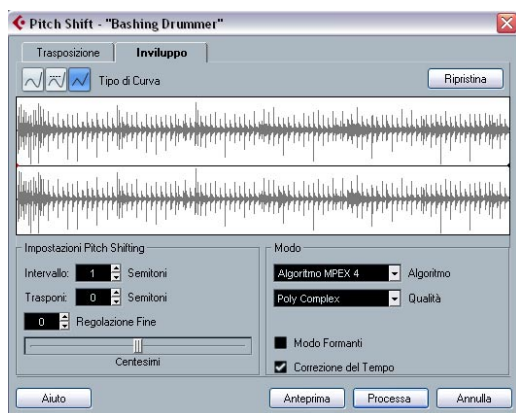 Pitch Shift - "Bashing Drummer"
Trasposizione Inviluppo
Tipo di Curva Ripristina
Impostazioni Pitch Shifting
Intervallo: 1 Semitoni
Trasponi: 0 Semitoni
0 Regolazione Fine
Centesimi
Modo
Algoritmo MPEX 4 Algoritmo
Poly Complex Qualità
Modo Formanti
Correzione del Tempo
Aiuto Anteprima Processa Annulla